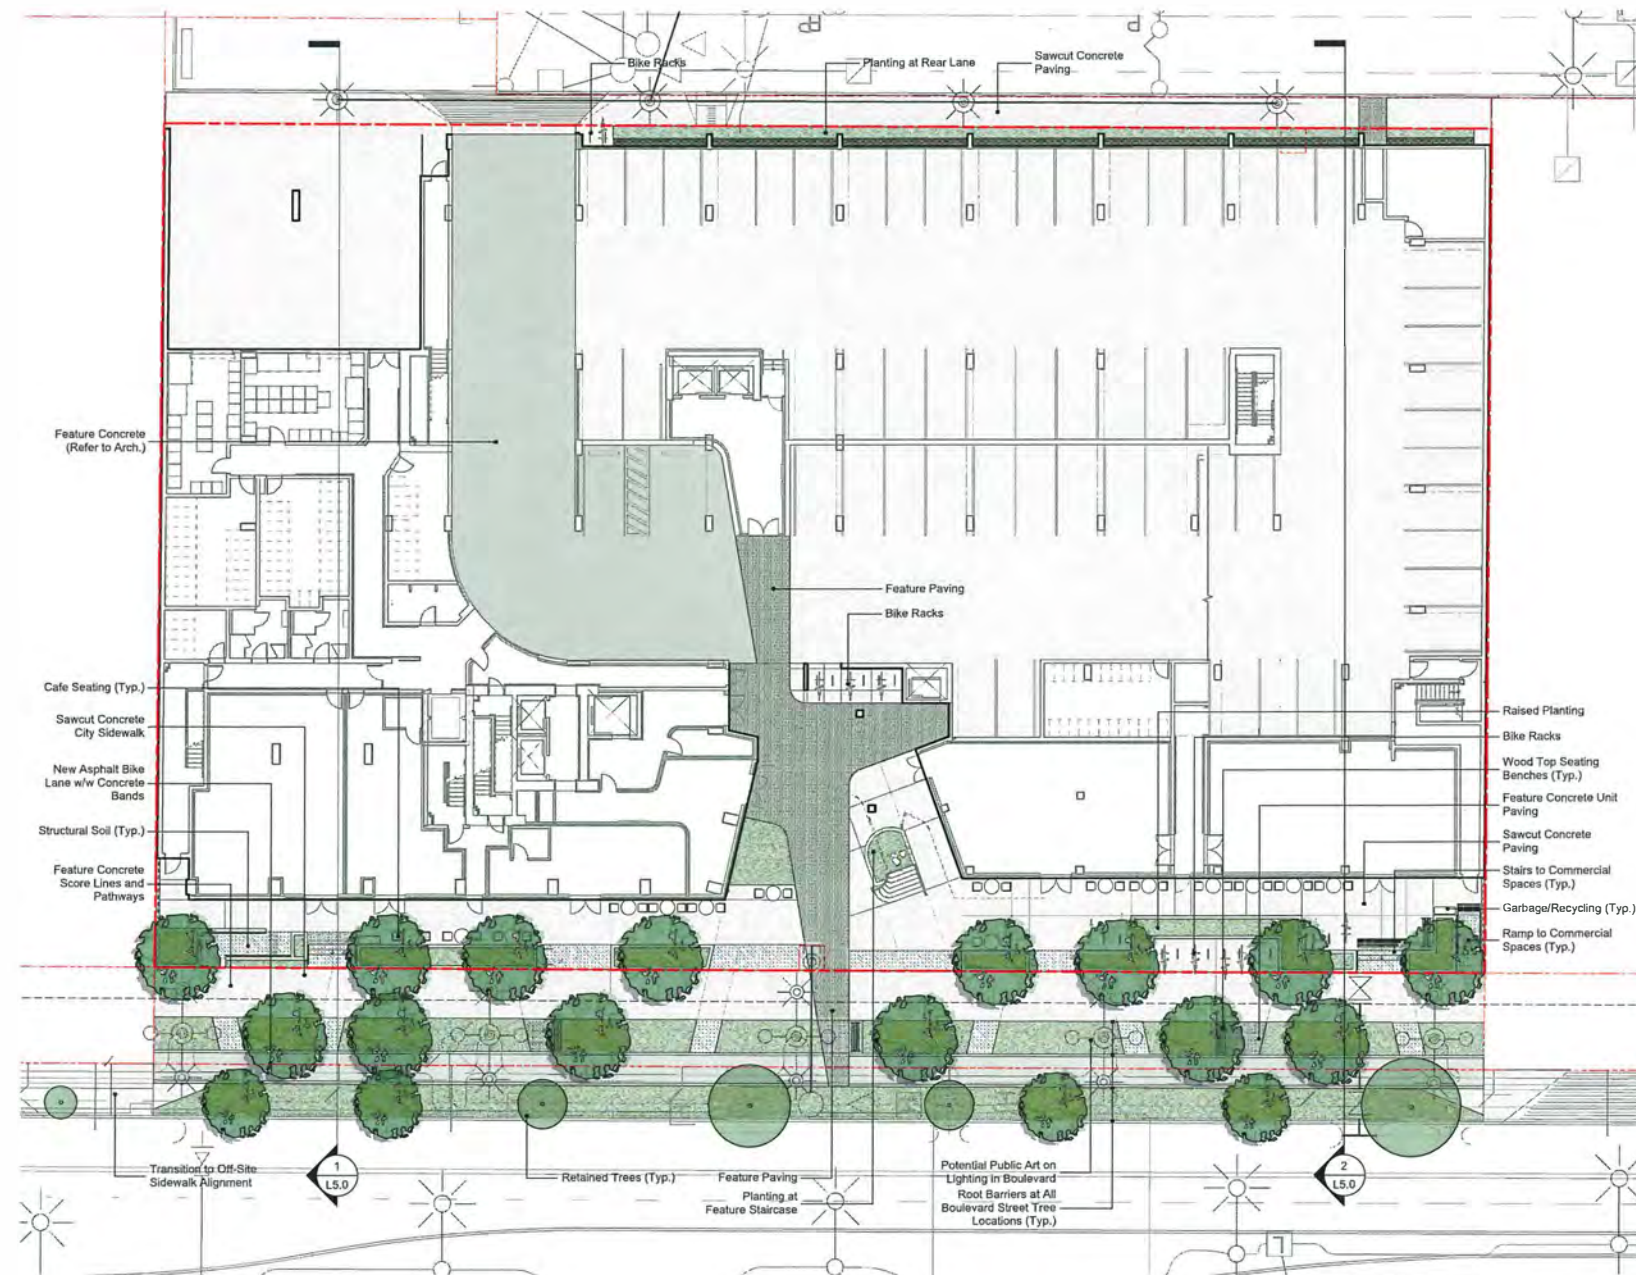 Bike Racks
Planting at Rear Lane
Sawcut Concrete
Paving
Feature Concrete
(Refer to Arch.)
Feature Paving
Bike Racks
Cafe Seating (Typ.)
Sawcut Concrete
City Sidewalk
New Asphalt Bike
Lane w/w Concrete
Bands
Structural Soil (Typ.)
Feature Concrete
Score Lines and
Pathways
Raised Planting
Bike Racks
Wood Top Seating
Benches (Typ.)
Feature Concrete Unit
Paving
Sawcut Concrete
Paving
Stairs to Commercial
Spaces (Typ.)
Garbage/Recycling (Typ.)
Ramp to Commercial
Spaces (Typ.)
Transition to Off-Site
Sidewalk Alignment
1
L5.0
Retained Trees (Typ.)
Feature Paving
Planting at
Feature Staircase
Potential Public Art on
Lighting in Boulevard
Root Barriers at All
Boulevard Street Tree
Locations (Typ.)
2
L5.0